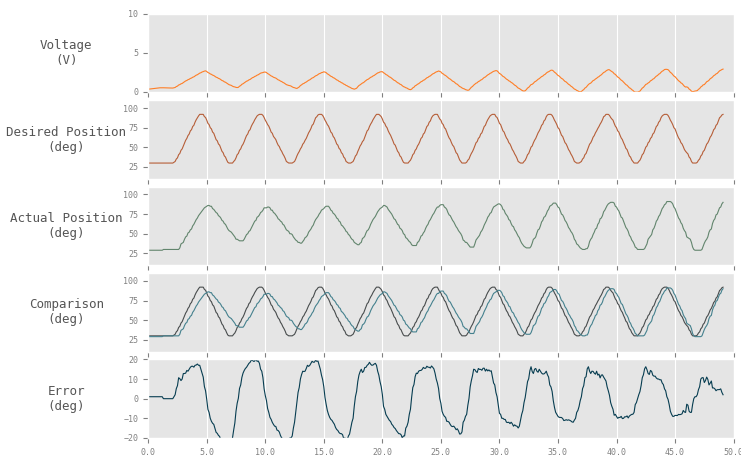 Voltage
(V)
10
5
0
Desired Position
(deg)
100
75
50
25
Actual Position
(deg)
100
75
50
25
Comparison
(deg)
100
75
50
25
Error
(deg)
20
10
0
−10
−20
0.0 5.0 10.0 15.0 20.0 25.0 30.0 35.0 40.0 45.0 50.0